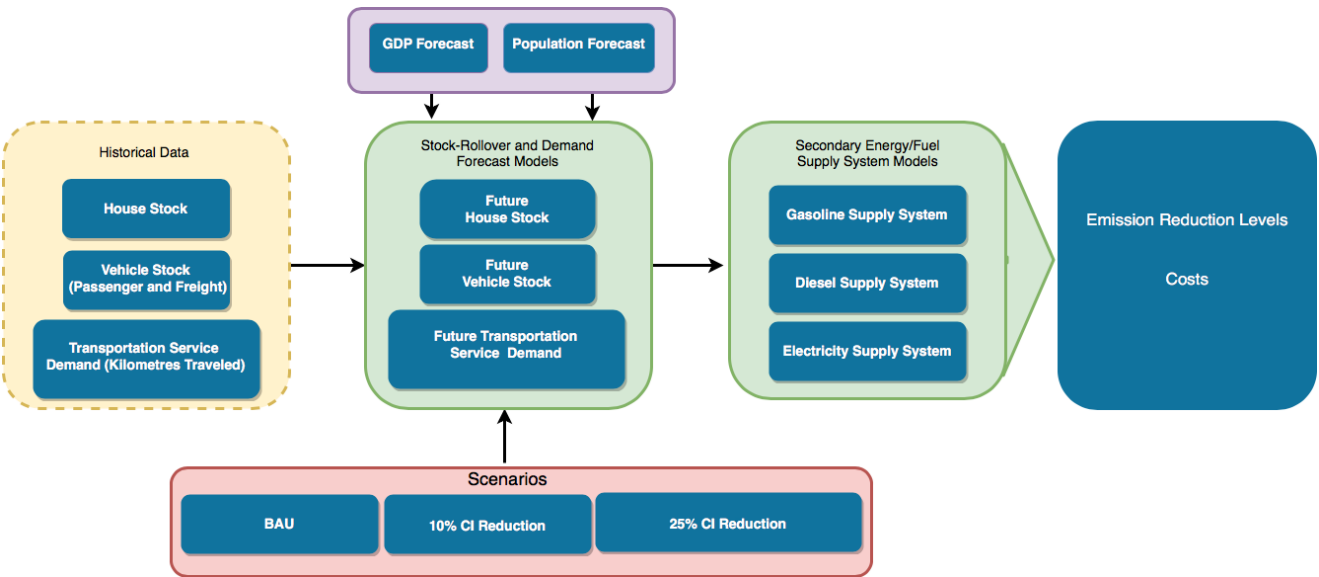 GDP Forecast
Population Forecast
Historical Data
House Stock
Vehicle Stock
(Passenger and Freight)
Transportation Service
Demand (Kilometres Traveled)
Stock-Rollover and Demand
Forecast Models
Future
House Stock
Future
Vehicle Stock
Future Transportation
Service Demand
Secondary Energy/Fuel
Supply System Models
Gasoline Supply System
Diesel Supply System
Electricity Supply System
Emission Reduction Levels
Costs
Scenarios
BAU
10% CI Reduction
25% CI Reduction